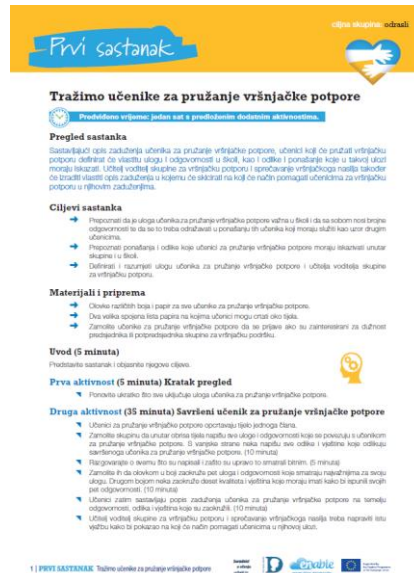 ciljna skupina: odrasli
Prvi sastanak
Tražimo učenike za pružanje vršnjačke potpore
Predviđeno vrijeme: jedan sat s predloženim dodatnim aktivnostima.
Pregled sastanka
Sastavljajući opis zaduženja učenika za pružanje vršnjačke potpore, učenici koji će pružati vršnjačku
potporu definirat će vlastitu ulogu i odgovornosti u školi, kao i odlike i ponašanje koje u takvoj ulozi
moraju iskazati. Učitelj voditelj skupine za vršnjačku potporu i sprečavanje vršnjačkoga nasilja također
će izraditi vlastiti opis zaduženja u kojemu će skicirati na koji će način pomagati učenicima za vršnjačku
potporu u njihovim zaduženjima.
Ciljevi sastanka
Prepoznati da je uloga učenika za pružanje vršnjačke potpore važna u školi i da sa sobom nosi brojne
odgovornosti te da se to treba odražavati u ponašanju tih učenika koji moraju služiti kao uzor drugim
učenicima.
Prepoznati ponašanja i odlike koje učenici za pružanje vršnjačke potpore moraju iskazivati unutar
skupine i u školi.
Definirati i razumjeti ulogu učenika za pružanje vršnjačke potpore i učitelja voditelja skupine
za vršnjačku potporu.
Materijali i priprema
Olovke različitih boja i papir za sve učenike za pružanje vršnjačke potpore.
Dva velika spojena lista papira na kojima učenici mogu crtati oko tijela.
Zamolite učenike za pružanje vršnjačke potpore da se prijave ako su zainteresirani za dužnost
predsjednika ili potpredsjednika skupine za vršnjačku podršku.
Uvod (5 minuta)
Predstavite sastanak i objasnite njegove ciljeve.
Prva aktivnost (5 minuta) Kratak pregled
Ponovite ukratko što sve uključuje uloga učenika za pružanje vršnjačke potpore.
Druga aktivnost (35 minuta) Savršeni učenik za pružanje vršnjačke potpore
Učenici za pružanje vršnjačke potpore opcrtavaju tijelo jednoga člana.
Zamolite skupinu da unutar obrisa tijela napišu sve uloge i odgovornosti koje se povezuju s učenikom
za pružanje vršnjačke potpore. S vanjske strane neka napišu sve odlike i vještine koje odlikuju
savršenoga učenika za pružanje vršnjačke potpore. (10 minuta)
Razgovarajte o svemu što su napisali i zašto su upravo to smatrali bitnim. (5 minuta)
Zamolite ih da olovkom u boji zaokruže pet uloga i odgovornosti koje smatraju najvažnijima za svoju
ulogu. Drugom bojom neka zaokruže deset kvaliteta i vještina koje moraju imati kako bi ispunili svojih
pet odgovornosti. (10 minuta)
Učenici zatim sastavljaju popis zaduženja učenika za pružanje vršnjačke potpore na temelju
odgovornosti, odlika i vještina koje su zaokružili. (10 minuta)
Učitelj voditelj skupine za vršnjačku potporu i sprečavanje vršnjačkoga nasilja treba napraviti istu
vježbu kako bi pokazao na koji će način pomagati učenicima u njihovoj ulozi.
1 | PRVI SASTANAK Tražimo učenike za pružanje vršnjačke potpore
enable